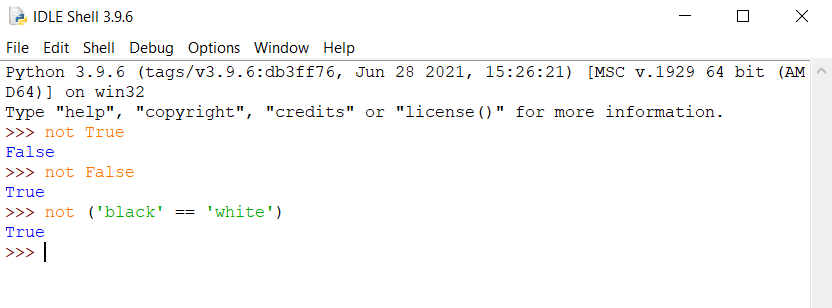 IDLE Shell 3.9.6
File Edit Shell Debug Options Window Help
Python 3.9.6 (tags/v3.9.6:db3ff76, Jun 28 2021, 15:26:21) [MSC v.1929 64 bit (AM
D64)] on win32
Type "help", "copyright", "credits" or "license()" for more information.
>>> not True
False
>>> not False
True
>>> not ('black' == 'white')
True
>>>